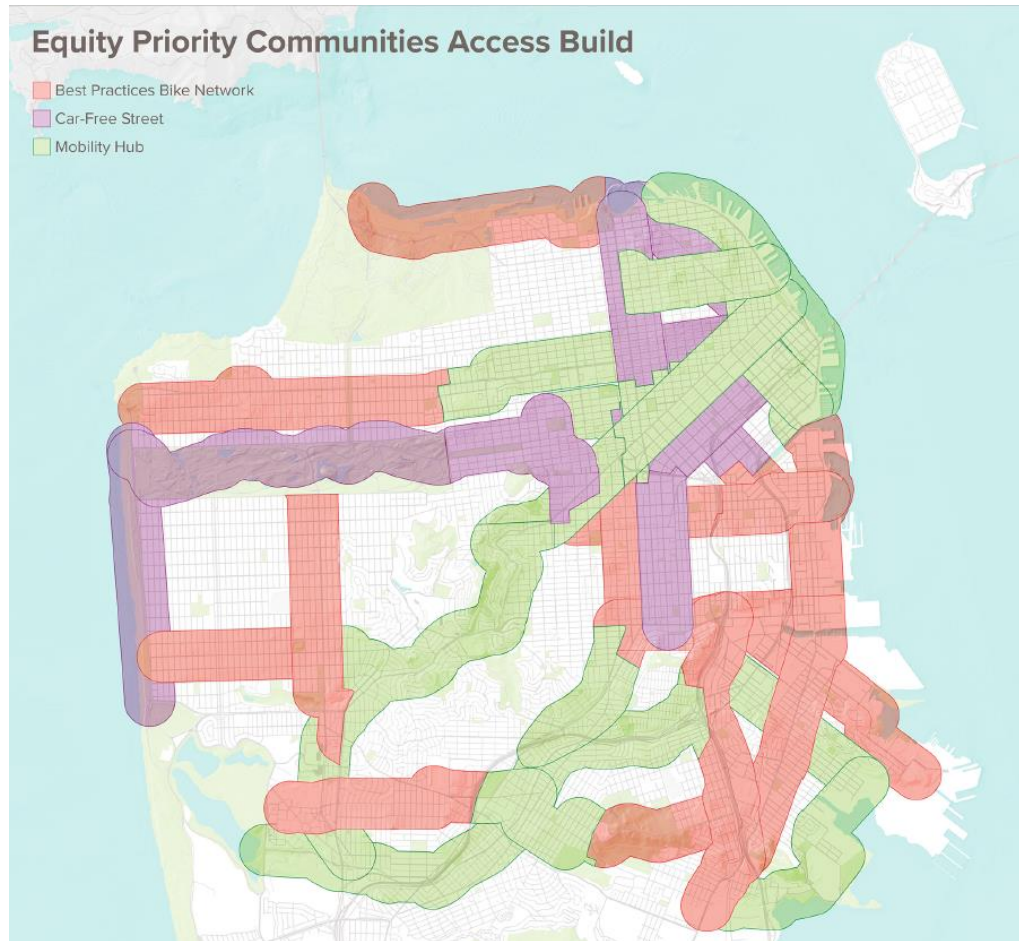 Equity Priority Communities Access Build
Best Practices Bike Network
Car-Free Street
Mobility Hub